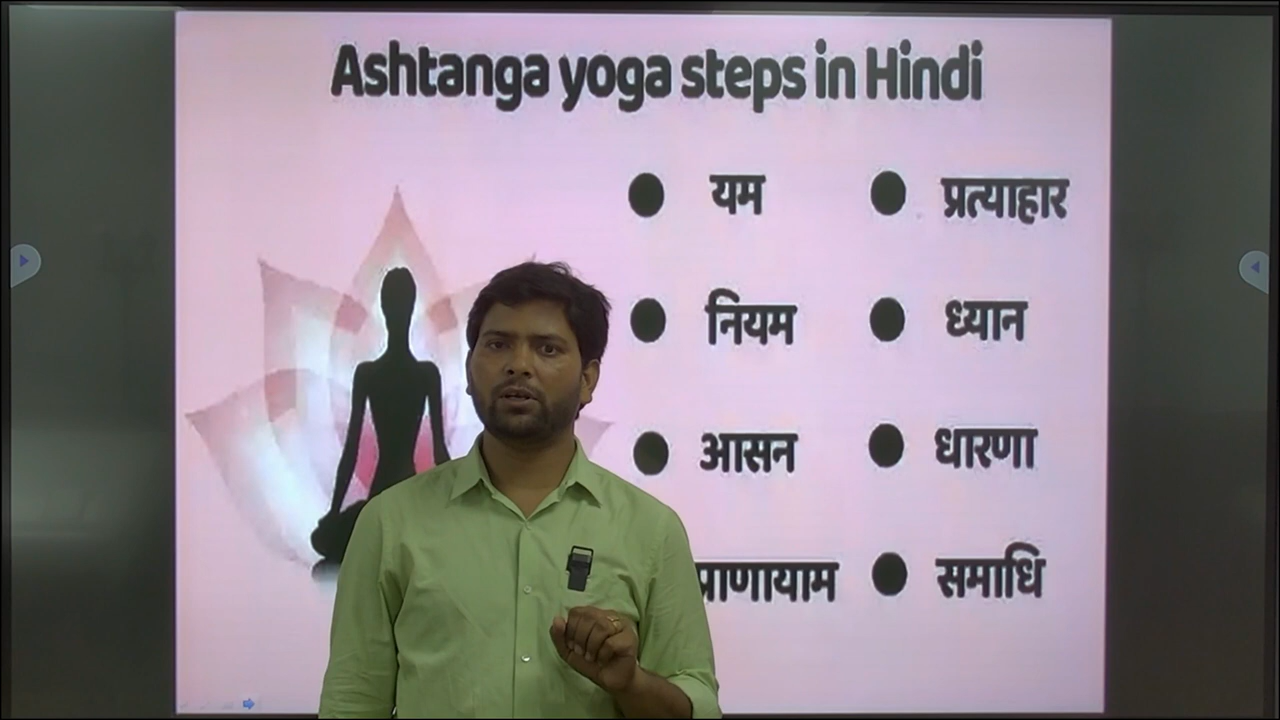 Ashtanga yoga steps in Hindi
यम
नियम
आसन
प्राणायाम
प्रत्याहार
ध्यान
धारणा
समाधि